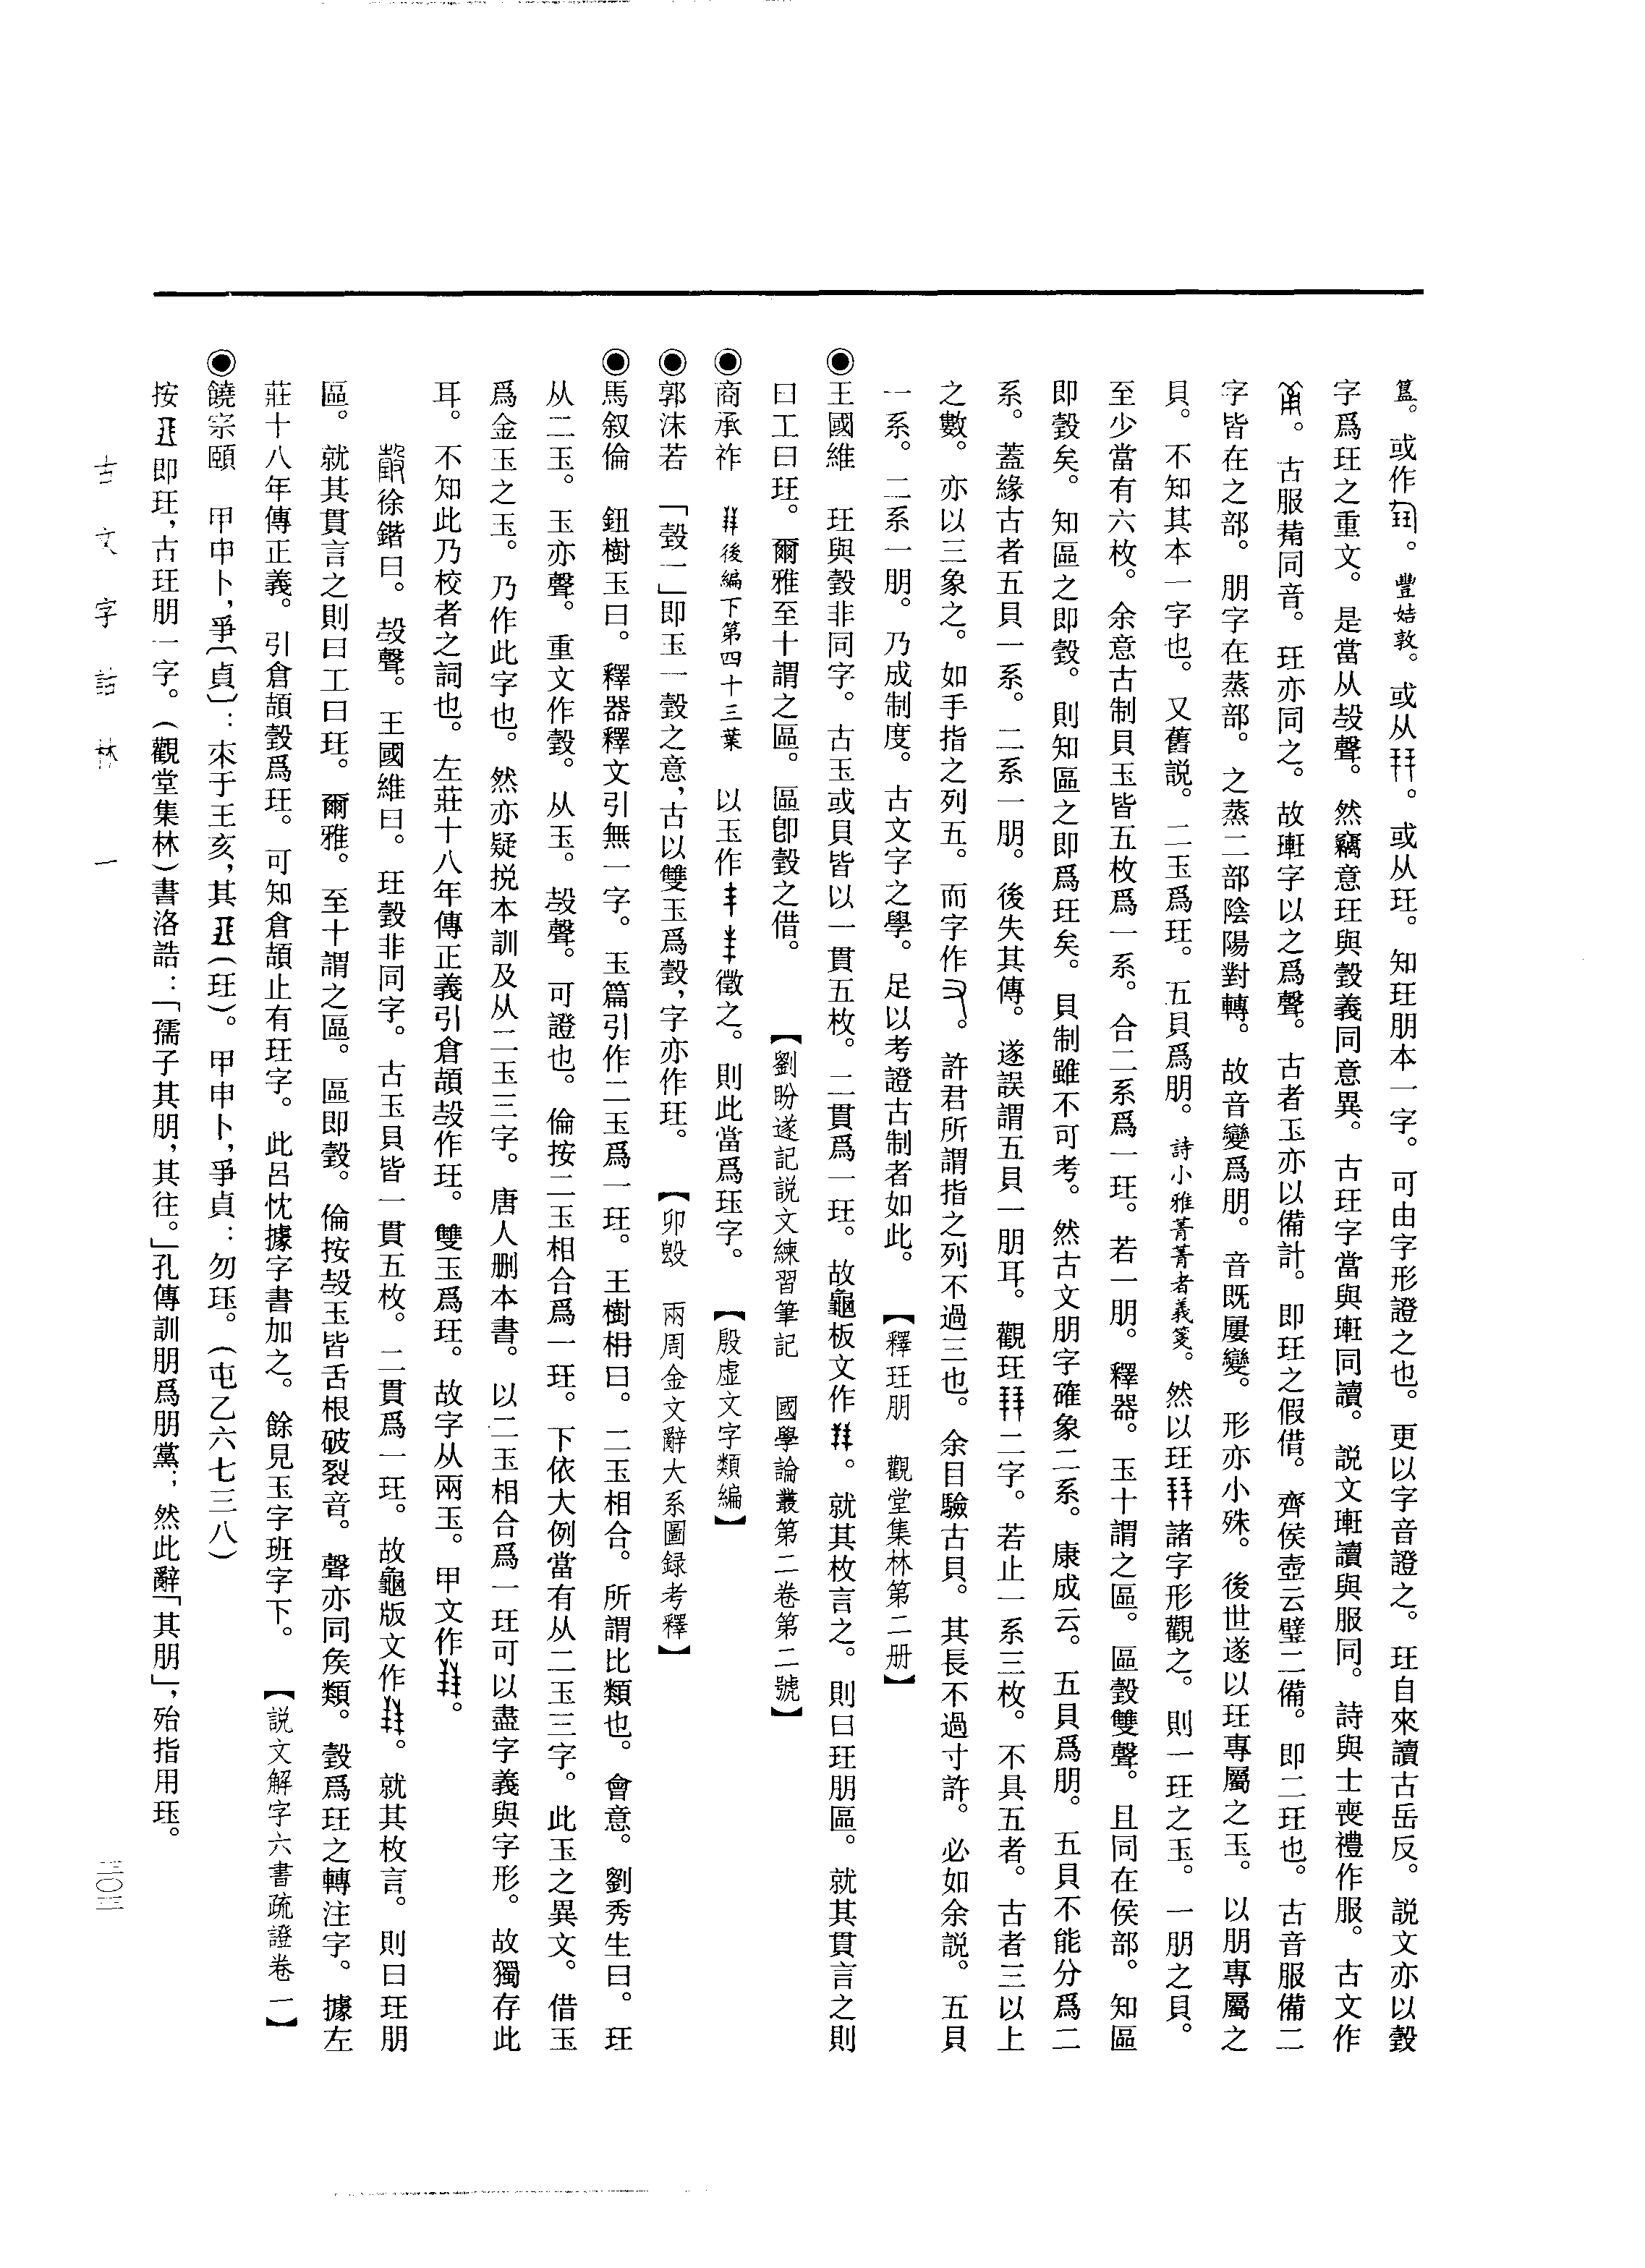 簋。或作。豐姞敦。或从。或从玨。知玨朋本一字。可由字形證之也。更以字音證之。玨自來讀古岳反。説文亦以瑴
字爲玨之重文。是當从㱿聲。然竊意玨與瑴義同意異。古玨字當與䡙同讀。説文䡙讀與服同。詩與士喪禮作服。古文作
。古服䈾同音。玨亦同之。故䡙字以之爲聲。古者玉亦以備計。即玨之假借。齊侯壺云璧二備。即二玨也。古音服備二
字皆在之部。朋字在蒸部。之蒸二部陰陽對轉。故音變爲朋。音既屢變。形亦小殊。後世遂以玨專屬之玉。以朋專屬之
貝。不知其本一字也。又舊説。二玉爲玨。五貝爲朋。詩小雅菁菁者義箋。然以玨諸字形觀之。則一玨之玉。一朋之貝。
至少當有六枚。余意古制貝玉皆五枚爲一系。合二系爲一玨。若一朋。釋器。玉十謂之區。區瑴雙聲。且同在侯部。知區
即瑴矣。知區之即瑴。則知區之即爲玨矣。貝制雖不可考。然古文朋字確象二系。康成云。五貝爲朋。五貝不能分爲二
系。蓋緣古者五貝一系。二系一朋。後失其傳。遂誤謂五貝一朋耳。觀玨二字。若止一系三枚。不具五者。古者三以上
之數。亦以三象之。如手指之列五。而字作。許君所謂指之列不過三也。余目驗古貝。其長不過寸許。必如余説。五貝
一系。二系一朋。乃成制度。古文字之學。足以考證古制者如此。【釋玨朋　觀堂集林第二册】
◉王國維　玨與瑴非同字。古玉或貝皆以一貫五枚。二貫爲一玨。故龜板文作。就其枚言之。則曰玨朋區。就其貫言之則
曰工曰玨。爾雅至十謂之區。區卽瑴之借。【劉盼遂記説文練習筆記　國學論叢第二卷第二號】
◉商承祚　後編下第四十三葉　以玉作徵之。則此當爲珏字。【殷虚文字類編】
◉郭沫若　「瑴一」即玉一瑴之意，古以雙玉爲瑴，字亦作玨。【卯𣪘　兩周金文辭大系圖録考釋】
◉馬叙倫　鈕樹玉曰。釋器釋文引無一字。玉篇引作二玉爲一玨。王樹枏曰。二玉相合。所謂比類也。會意。劉秀生曰。玨
从二玉。玉亦聲。重文作瑴。从玉。㱿聲。可證也。倫按二玉相合爲一玨。下依大例當有从二玉三字。此玉之異文。借玉
爲金玉之玉。乃作此字也。然亦疑捝本訓及从二玉三字。唐人删本書。以二玉相合爲一玨可以盡字義與字形。故獨存此
耳。不知此乃校者之詞也。左莊十八年傳正義引倉頡㱿作玨。雙玉爲玨。故字从兩玉。甲文作。
徐鍇曰。㱿聲。王國維曰。玨瑴非同字。古玉貝皆一貫五枚。二貫爲一玨。故龜版文作。就其枚言。則曰玨朋
區。就其貫言之則曰工曰玨。爾雅。至十謂之區。區即瑴。倫按㱿玉皆舌根破裂音。聲亦同矦類。瑴爲玨之轉注字。據左
莊十八年傳正義。引倉頡瑴爲玨。可知倉頡止有玨字。此呂忱據字書加之。餘見玉字班字下。【説文解字六書疏證卷一】
◉饒宗頤　甲申卜，爭〔貞〕：㞢于王亥，其（玨）。甲申卜，爭貞：勿珏。（屯乙六七三八）
按即玨，古玨朋一字。（觀堂集林）書洛誥：「孺子其朋，其往。」孔傳訓朋爲朋黨；然此辭「其朋」，殆指用珏。
古文字詁林　一
三〇三